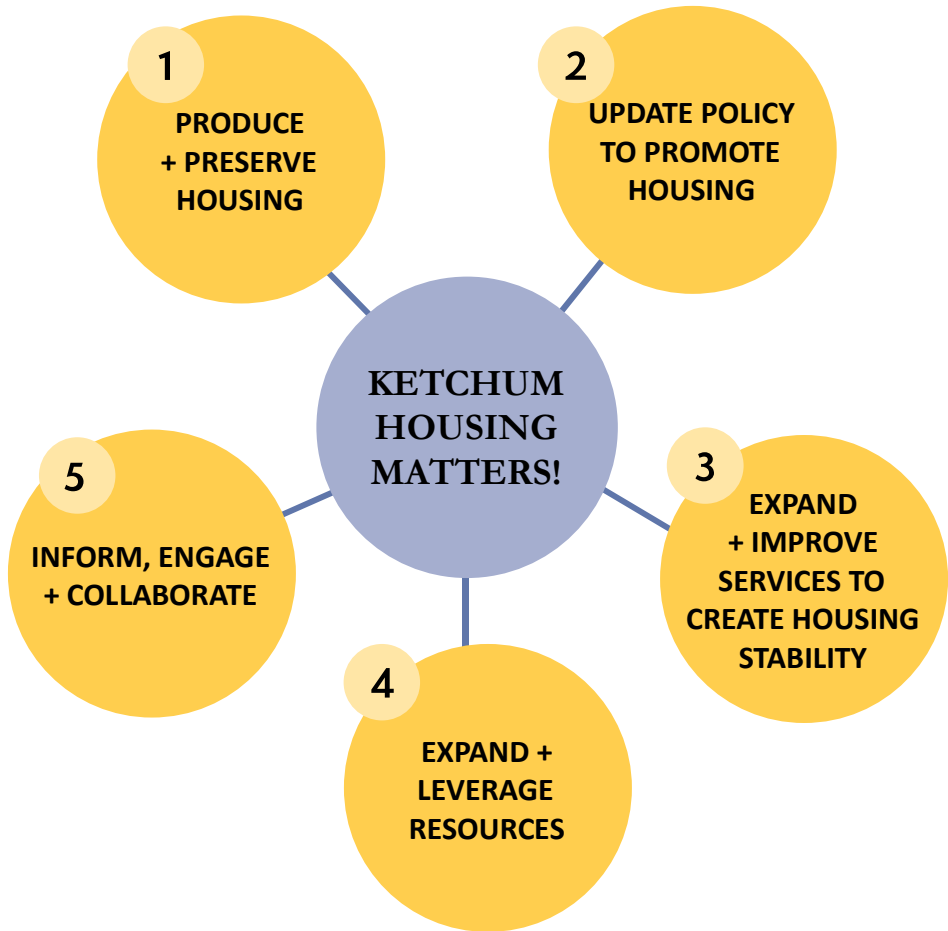 1
PRODUCE
+ PRESERVE
HOUSING
2
UPDATE POLICY
TO PROMOTE
HOUSING
KETCHUM
HOUSING
MATTERS!
3
EXPAND
+ IMPROVE
SERVICES TO
CREATE HOUSING
STABILITY
4
EXPAND +
LEVERAGE
RESOURCES
5
INFORM, ENGAGE
+ COLLABORATE